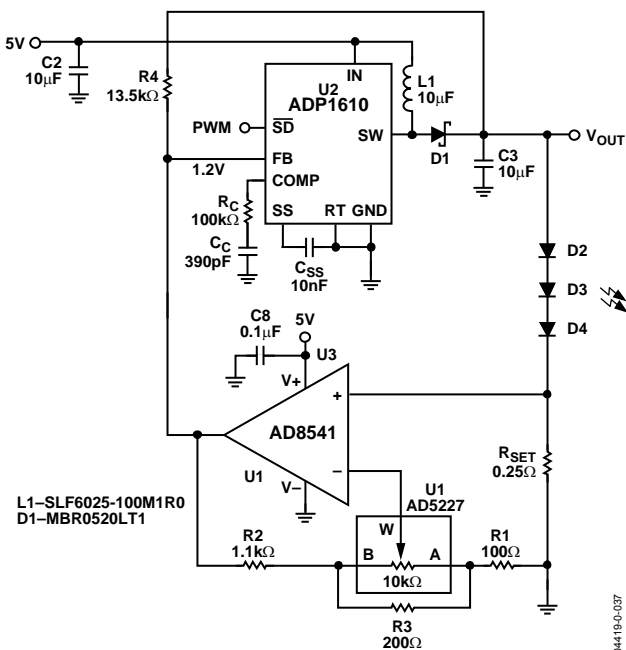 5V
C2
10μF
R4
13.5kΩ
U2
ADP1610
IN
L1
10μF
PWM
SD
SW
D1
VOUT
C3
10μF
FB
1.2V
COMP
RC
100kΩ
SS
RT
GND
CC
390pF
CSS
10nF
D2
D3
D4
C8
0.1μF
5V
U3
V+
+
AD8541
RSET
0.25Ω
U1
V–
–
L1–SLF6025-100M1R0
D1–MBR0520LT1
U1
AD5227
W
R2
1.1kΩ
B
A
10kΩ
R1
100Ω
R3
200Ω